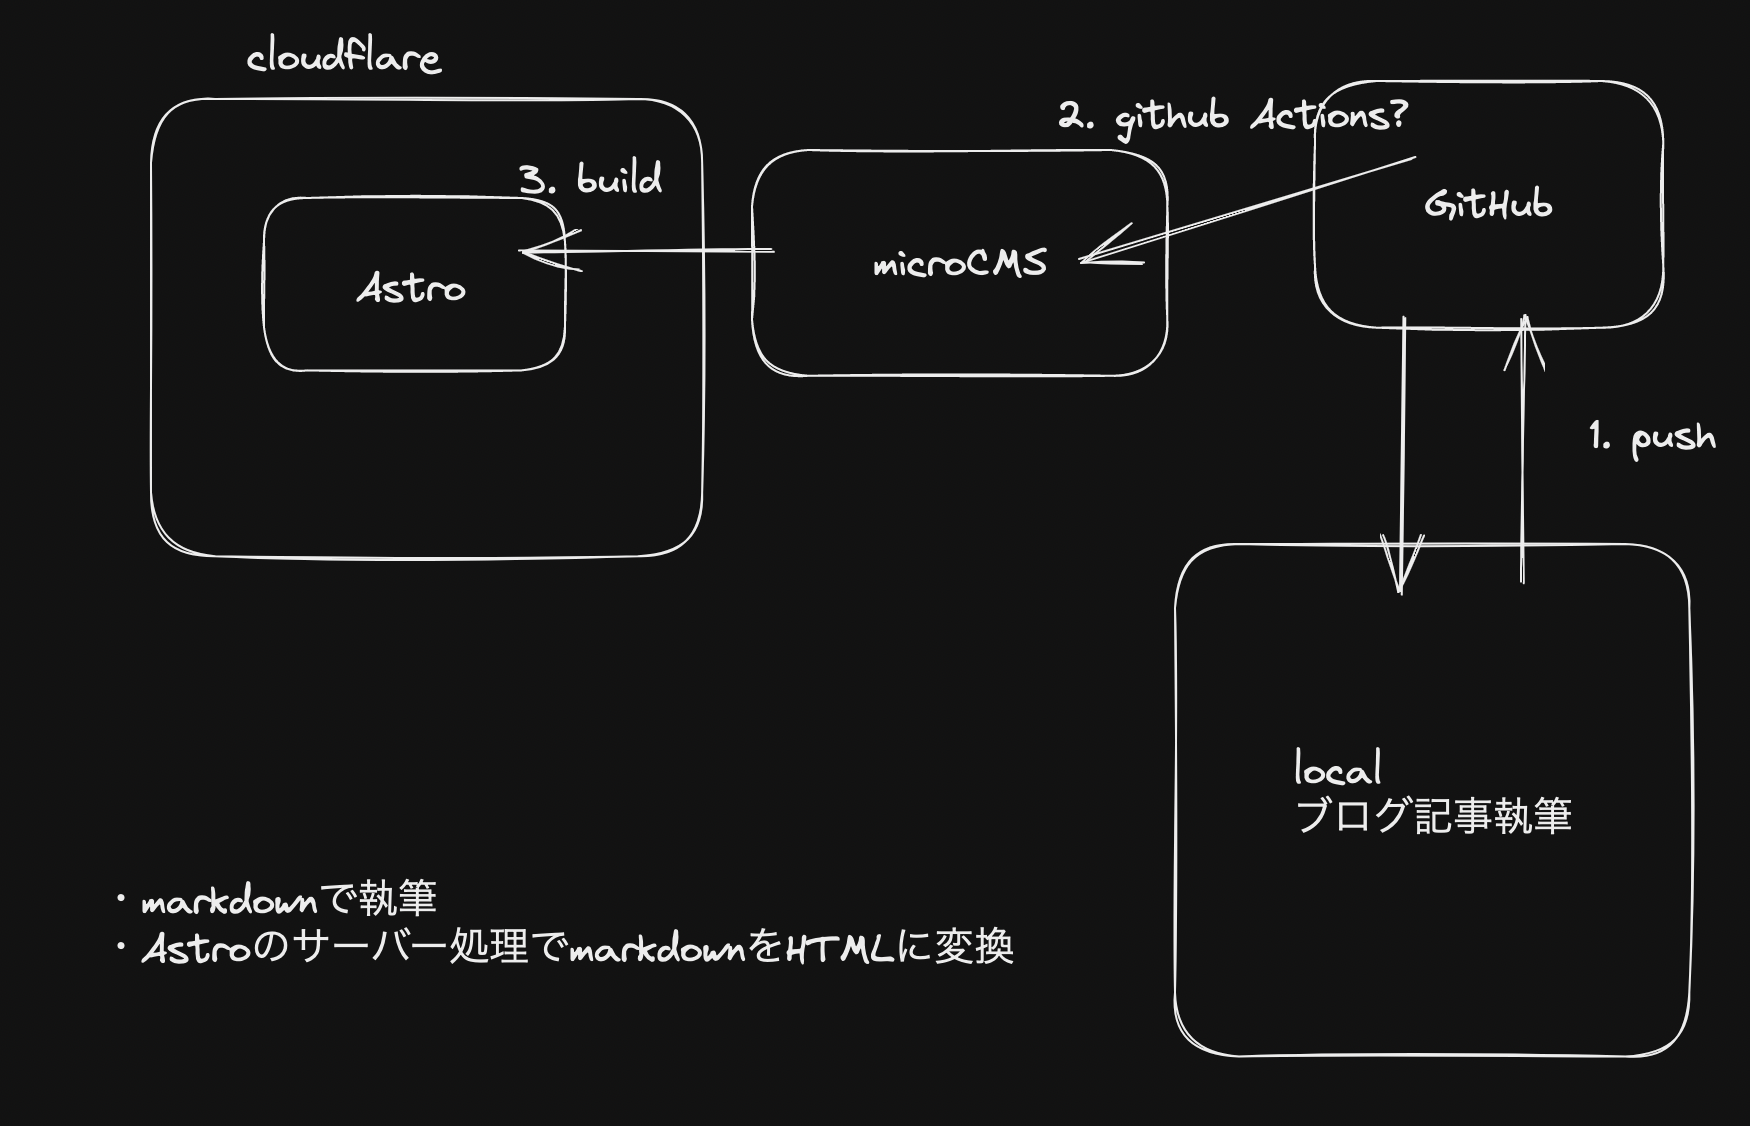 cloudflare
2. github Actions?
3. build
GitHub
microCMS
Astro
1. push
local
ブログ記事執筆
・markdownで執筆
・Astroのサーバー処理でmarkdownをHTMLに変換